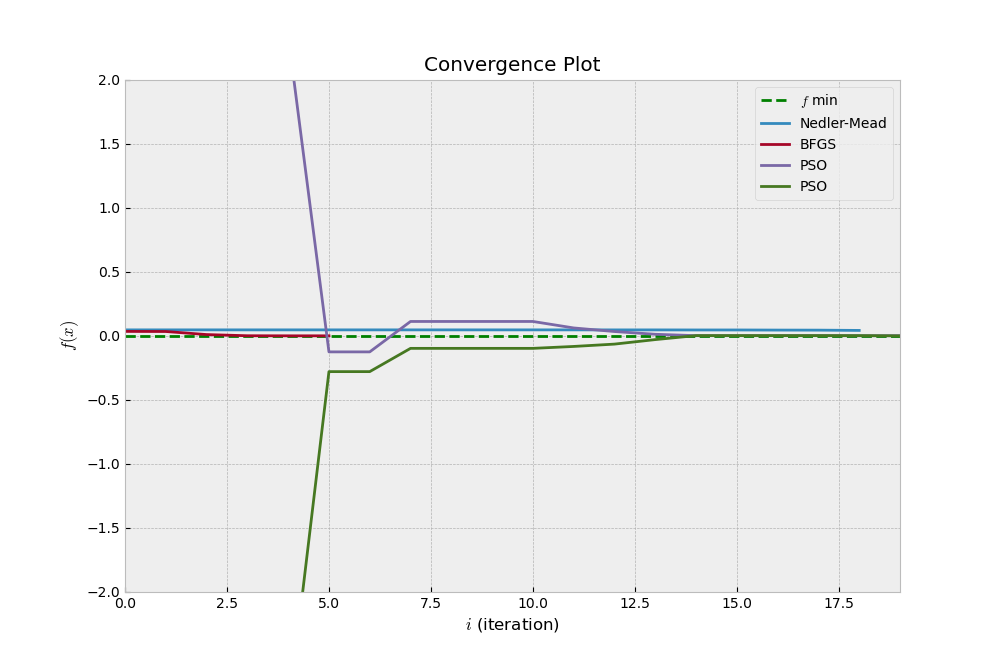 Convergence Plot
2.0
1.5
1.0
0.5
0.0
−0.5
−1.0
−1.5
−2.0
f(x)
f min
Nedler-Mead
BFGS
PSO
PSO
0.0 2.5 5.0 7.5 10.0 12.5 15.0 17.5
i (iteration)